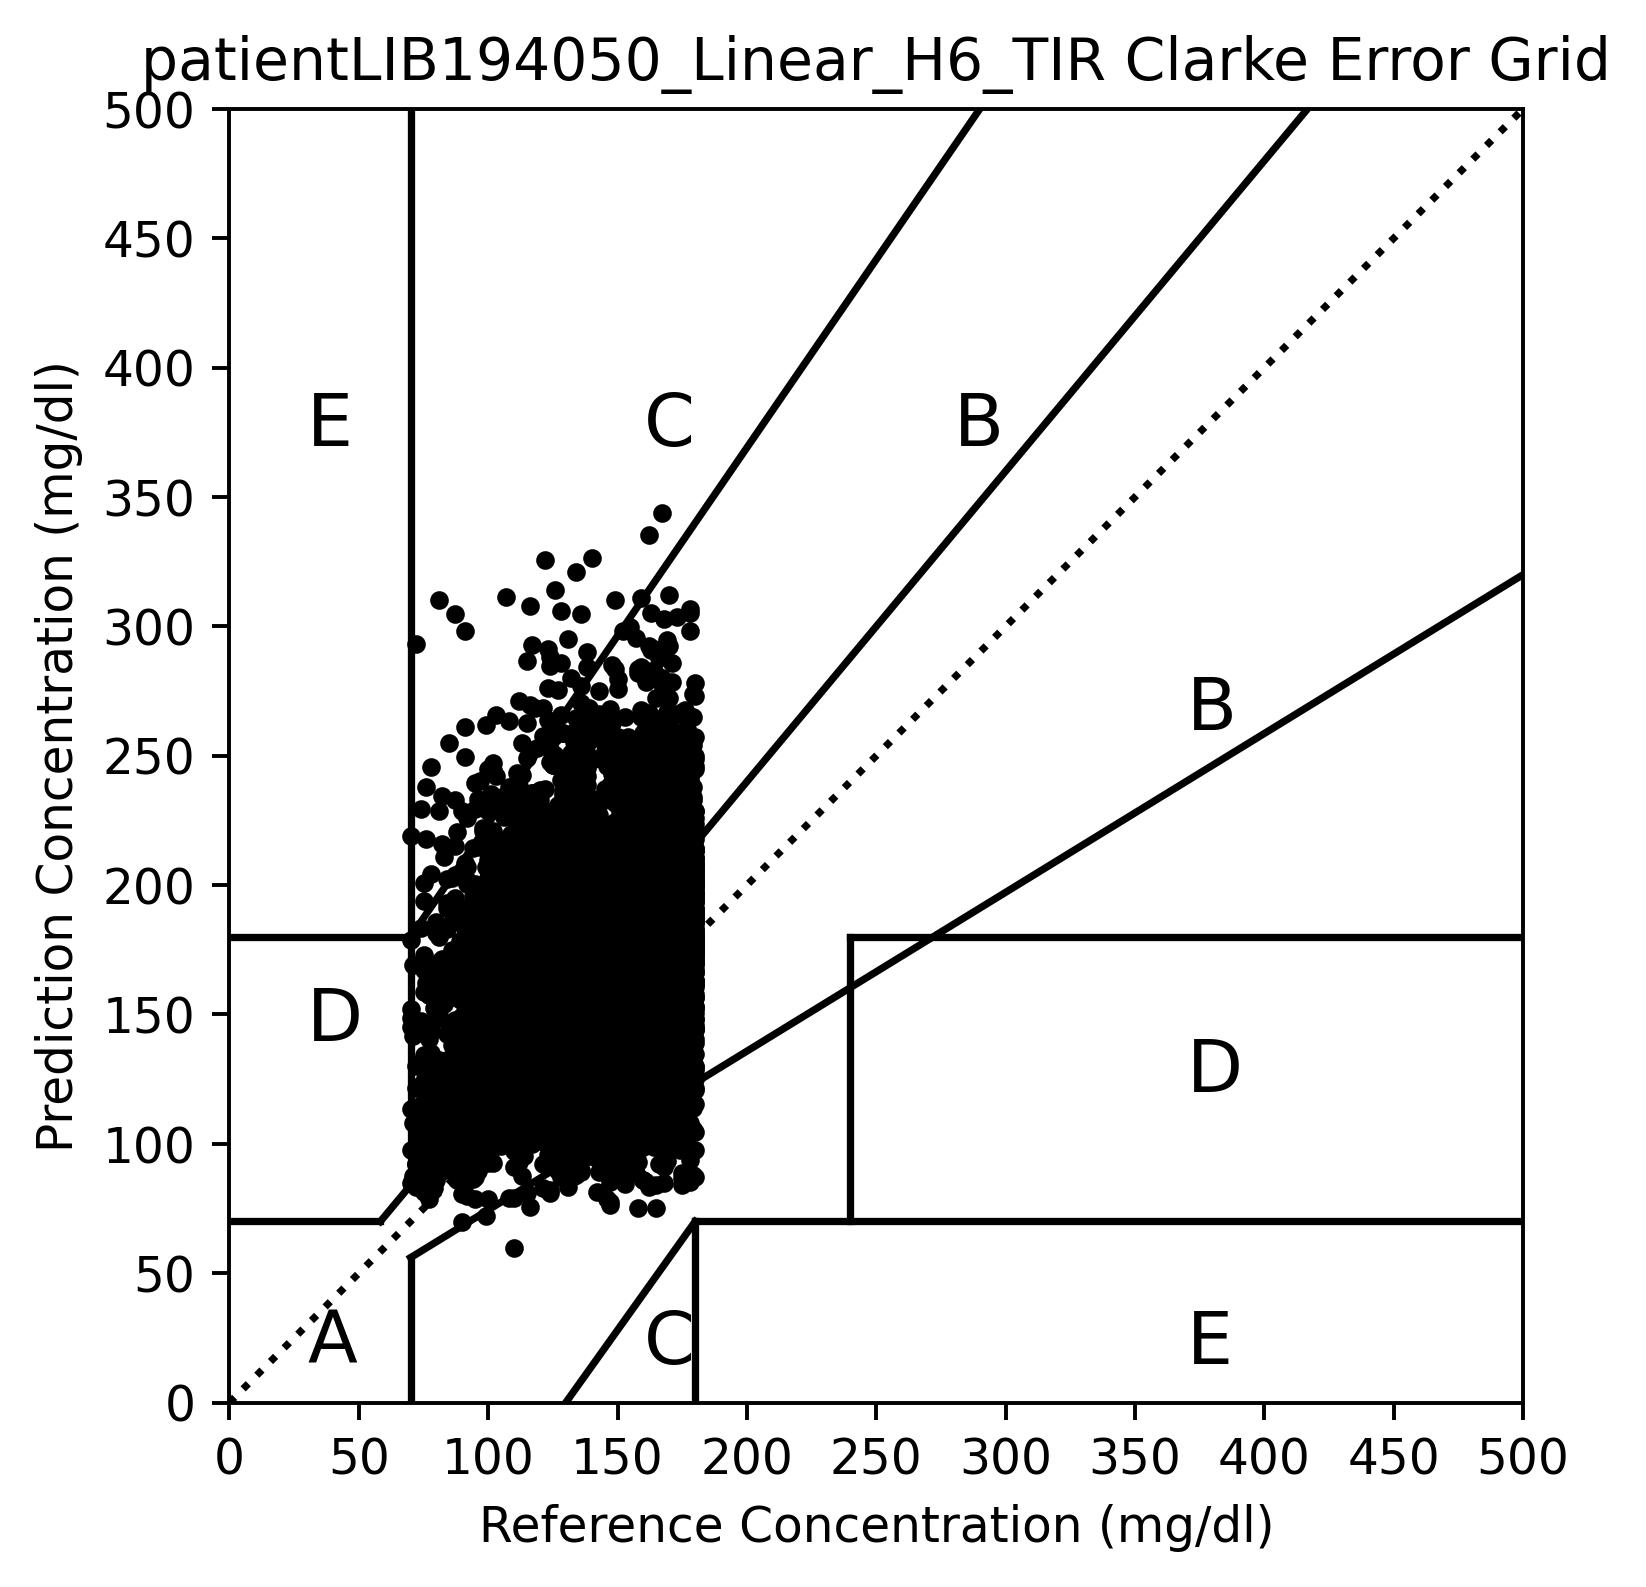 patientLIB194050_Linear_H6_TIR Clarke Error Grid
Prediction Concentration (mg/dl)
500
450
400
350
300
250
200
150
100
50
0
E
C
B
B
D
D
A
C
E
0 50 100 150 200 250 300 350 400 450 500
Reference Concentration (mg/dl)